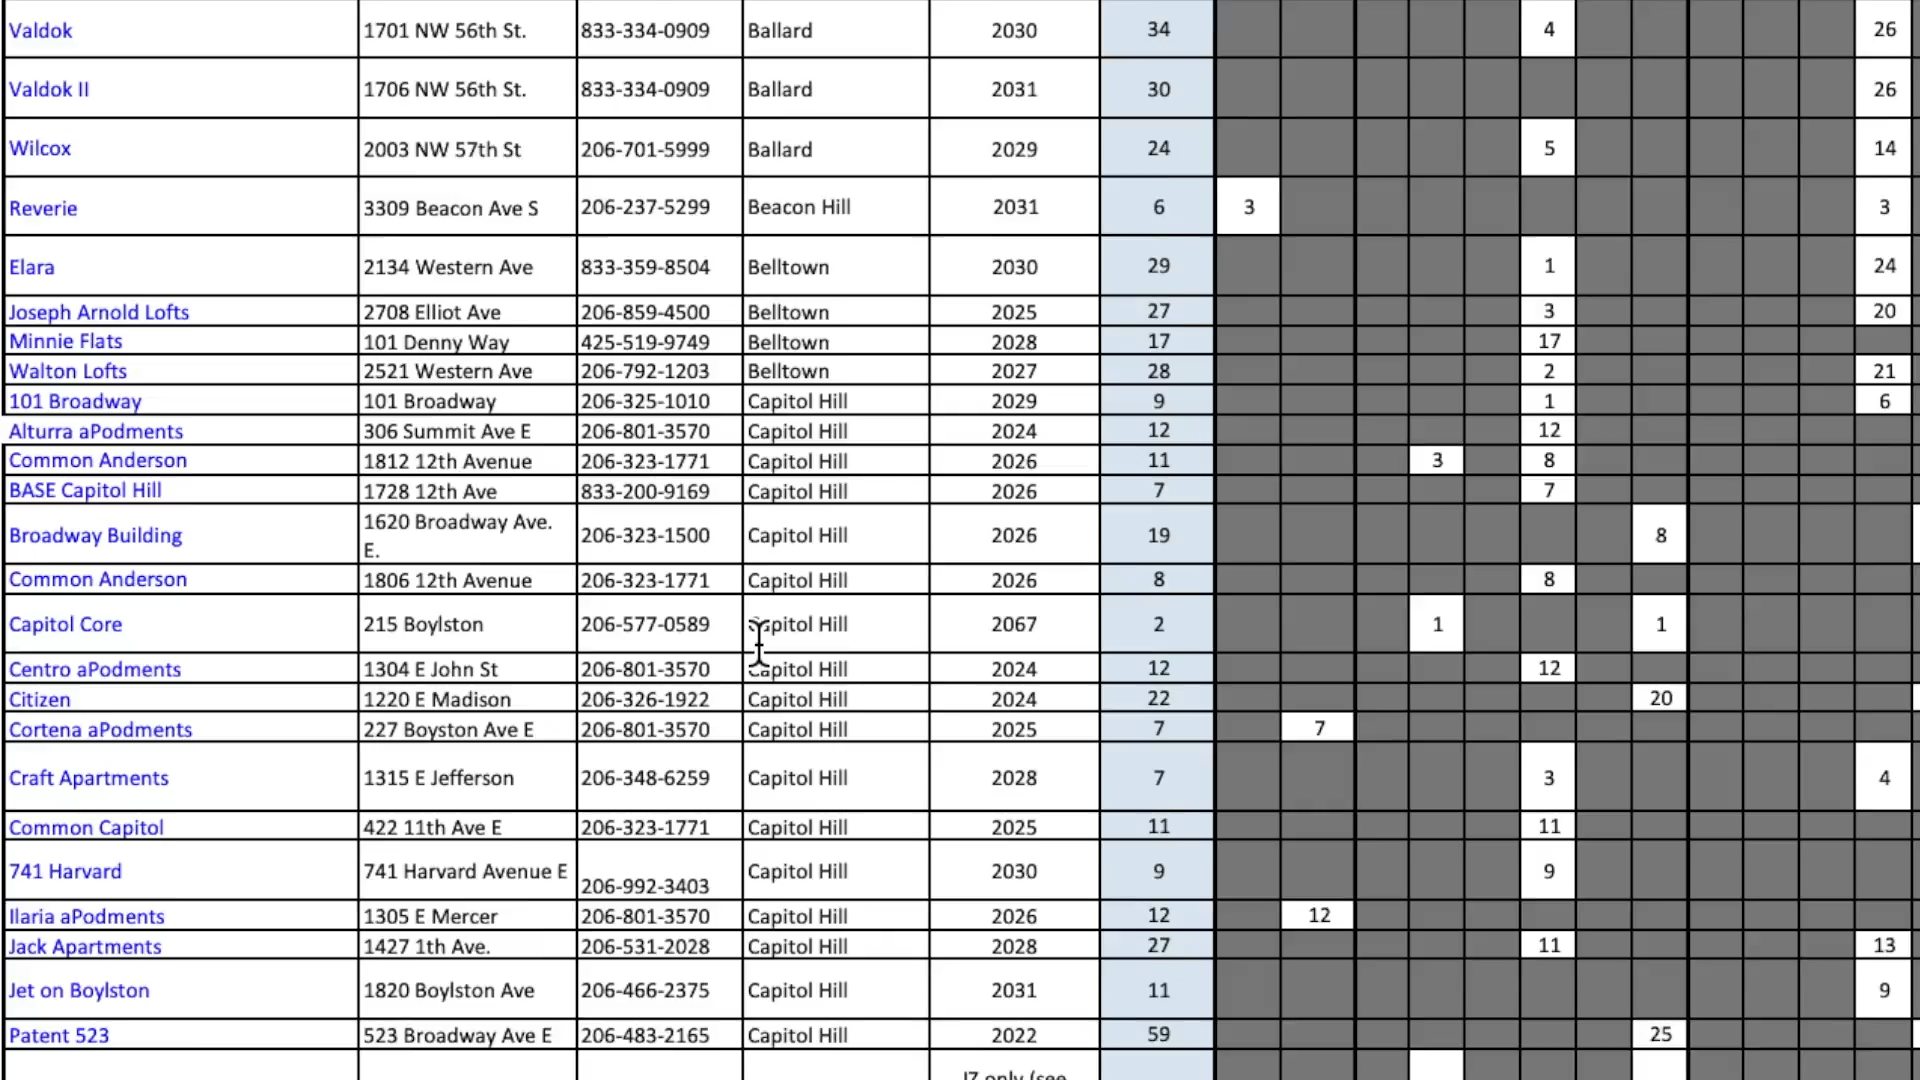 Valdok 1701 NW 56th St. 833-334-0909 Ballard 2030 34 4 26
Valdok II 1706 NW 56th St. 833-334-0909 Ballard 2031 30 26
Wilcox 2003 NW 57th St 206-701-5999 Ballard 2029 24 5 14
Reverie 3309 Beacon Ave S 206-237-5299 Beacon Hill 2031 6 3 3
Elara 2134 Western Ave 833-359-8504 Belltown 2030 29 1 24
Joseph Arnold Lofts 2708 Elliot Ave 206-859-4500 Belltown 2025 27 3 20
Minnie Flats 101 Denny Way 425-519-9749 Belltown 2028 17 17
Walton Lofts 2521 Western Ave 206-792-1203 Belltown 2027 28 2 21
101 Broadway 101 Broadway 206-325-1010 Capitol Hill 2029 9 1 6
Alturra aPodments 306 Summit Ave E 206-801-3570 Capitol Hill 2024 12 12
Common Anderson 1812 12th Avenue 206-323-1771 Capitol Hill 2026 11 3 8
BASE Capitol Hill 1728 12th Ave 833-200-9169 Capitol Hill 2026 7 7
Broadway Building 1620 Broadway Ave. E. 206-323-1500 Capitol Hill 2026 19 8
Common Anderson 1806 12th Avenue 206-323-1771 Capitol Hill 2026 8 8
Capitol Core 215 Boylston 206-577-0589 Capitol Hill 2067 2 1 1
Centro aPodments 1304 E John St 206-801-3570 Capitol Hill 2024 12 12
Citizen 1220 E Madison 206-326-1922 Capitol Hill 2024 22 20
Cortena aPodments 227 Boyston Ave E 206-801-3570 Capitol Hill 2025 7 7
Craft Apartments 1315 E Jefferson 206-348-6259 Capitol Hill 2028 7 3 4
Common Capitol 422 11th Ave E 206-323-1771 Capitol Hill 2025 11 11
741 Harvard 741 Harvard Avenue E 206-992-3403 Capitol Hill 2030 9 9
Ilaria aPodments 1305 E Mercer 206-801-3570 Capitol Hill 2026 12 12
Jack Apartments 1427 1th Ave. 206-531-2028 Capitol Hill 2028 27 11 13
Jet on Boylston 1820 Boylston Ave 206-466-2375 Capitol Hill 2031 11 9
Patent 523 523 Broadway Ave E 206-483-2165 Capitol Hill 2022 59 25
only (see